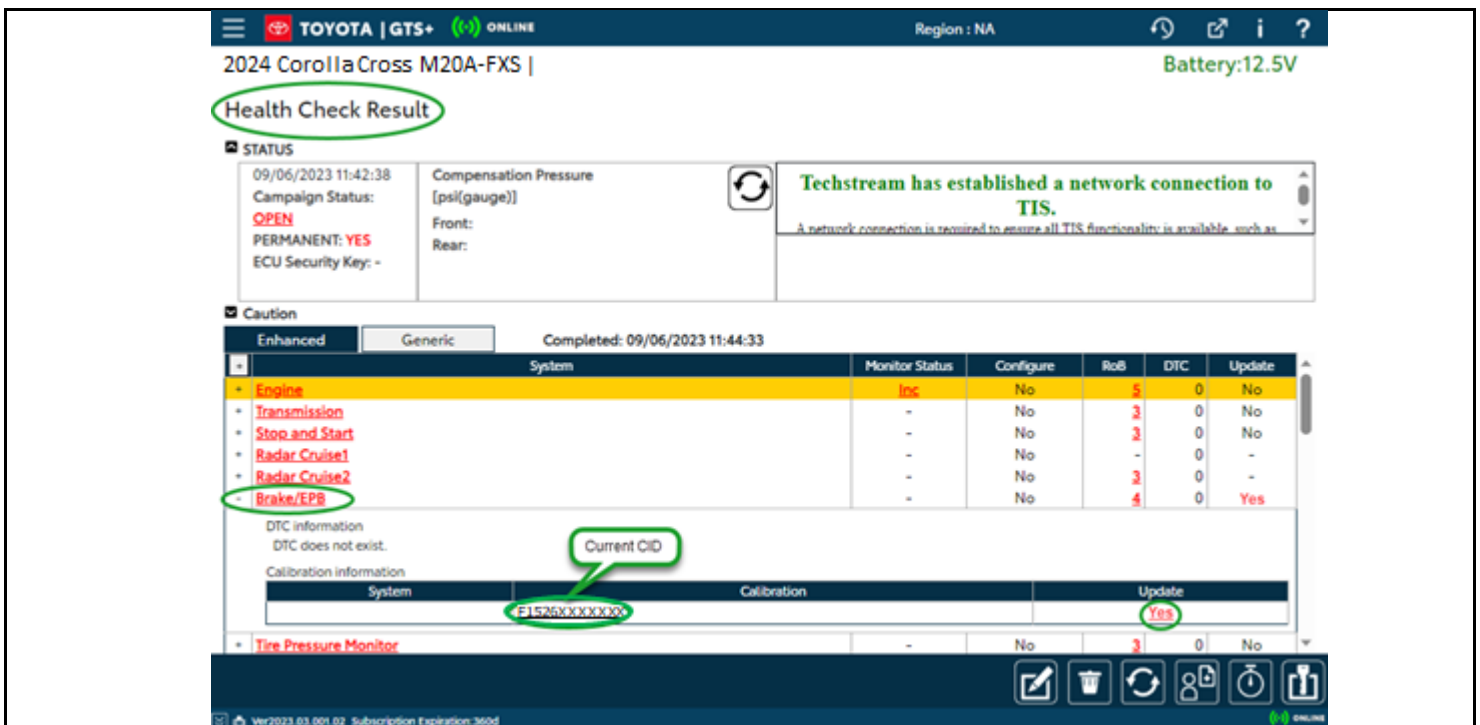 TOYOTA | GTS+ ONLINE Region : NA i ?
2024 CorollaCross M20A-FXS | Battery:12.5V
Health Check Result
STATUS
09/06/2023 11:42:38
Campaign Status:
OPEN
PERMANENT: YES
ECU Security Key: -
Compensation Pressure
[psi(gauge)]
Front:
Rear:
Techstream has established a network connection to
TIS.
A network connection is required to ensure all TIS functionality is available, such as
Caution
Enhanced Generic Completed: 09/06/2023 11:44:33
+ System Monitor Status Configure RoB DTC Update
+ Engine Inc No 5 0 No
+ Transmission - No 3 0 No
+ Stop and Start - No 3 0 No
+ Radar Cruise1 - No - 0 -
+ Radar Cruise2 - No 3 0 -
- Brake/EPB - No 4 0 Yes
DTC information
DTC does not exist.
Current CID
Calibration information
System Calibration Update
F1526XXXXXXX Yes
+ Tire Pressure Monitor - No 3 0 No
Ver2023.03.001.02 Subscription Expiration:360d ONLINE